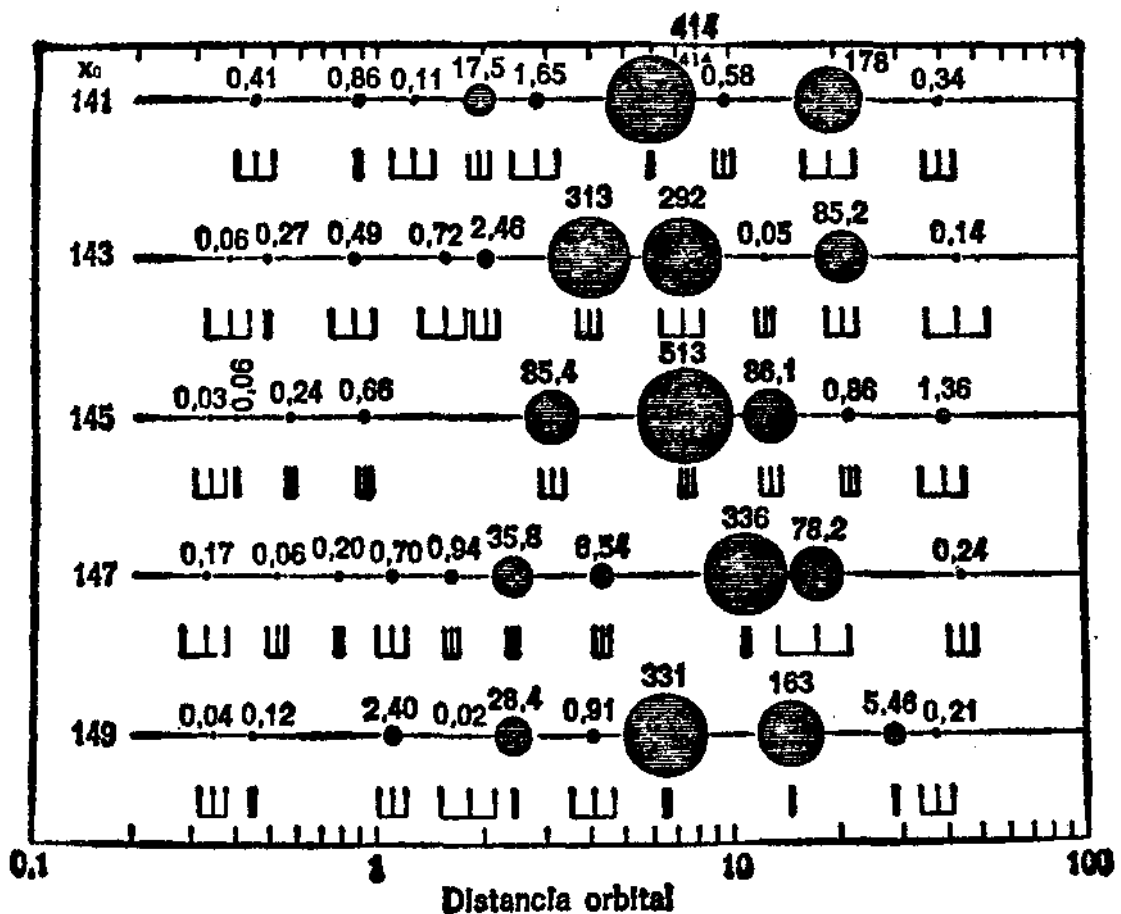 414
X₀ 0,41 0,86 0,11 17,5 1,65 414 0,58 178 0,34
141
313 292 85,2
0,06 0,27 0,49 0,72 2,46 0,05 0,14
143
513
0,03 0,06 0,24 0,66 85,4 86,1 0,86 1,36
145
336 78,2
0,17 0,06 0,20 0,70 0,94 35,8 6,54 0,24
147
331 163
0,04 0,12 2,40 0,02 28,4 0,91 5,46 0,21
149
0.1 1 10 100
Distancia orbital